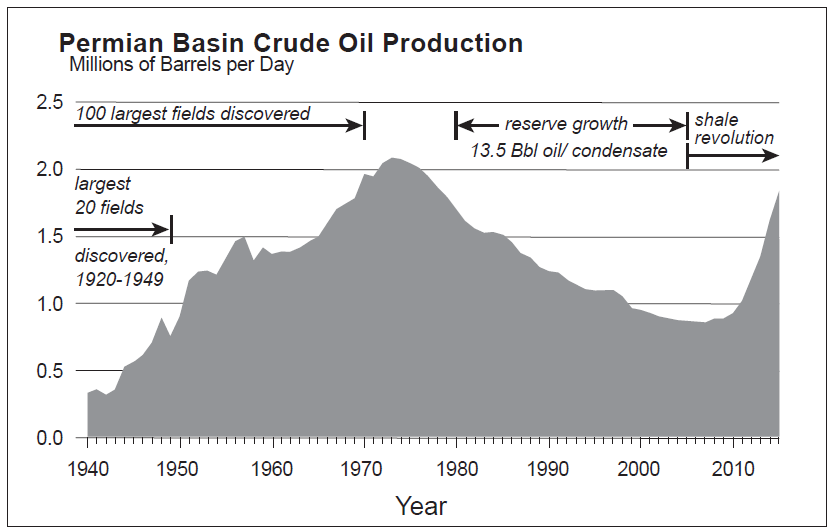 Permian Basin Crude Oil Production
Millions of Barrels per Day
2.5
100 largest fields discovered
reserve growth
13.5 Bbl oil/ condensate
shale
revolution
2.0
largest
20 fields
1.5
discovered,
1920-1949
1.0
0.5
0.0
1940 1950 1960 1970 1980 1990 2000 2010
Year